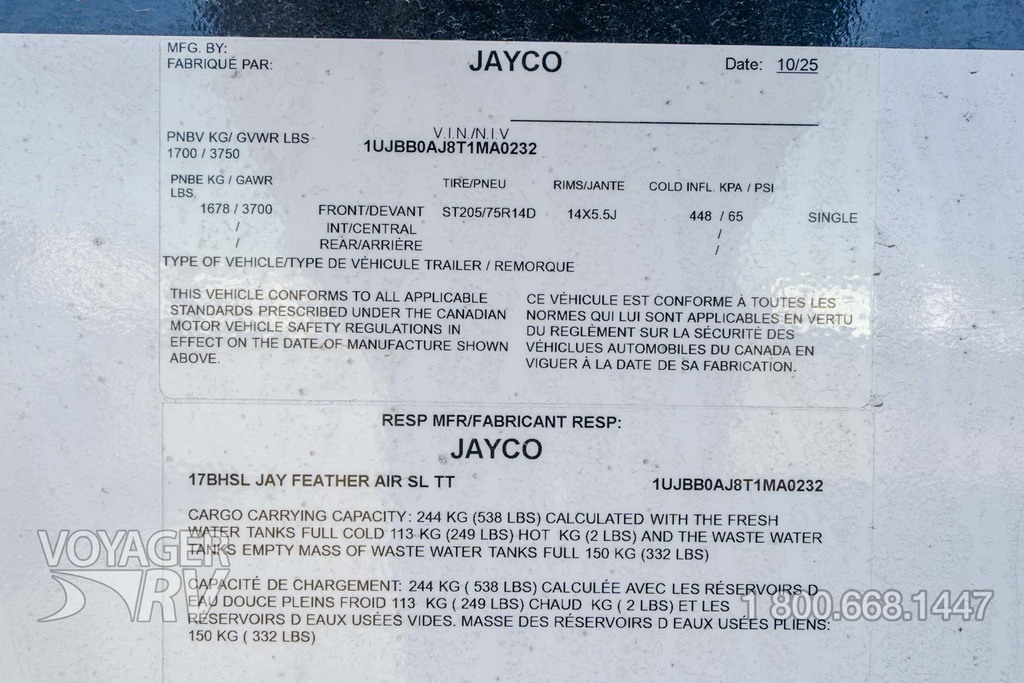 MFG. BY:
FABRIQUÉ PAR:
JAYCO
Date: 10/25
PNBV KG/ GVWR LBS
1700 / 3750
V.I.N./N.I.V
1UJBB0AJ8T1MA0232
PNBE KG / GAWR
LBS.
TIRE/PNEU RIMS/JANTE COLD INFL. KPA / PSI
1678 / 3700 FRONT/DEVANT ST205/75R14D 14X5.5J 448 / 65 SINGLE
/ INT/CENTRAL /
/ REAR/ARRIÈRE /
TYPE OF VEHICLE/TYPE DE VÉHICULE TRAILER / REMORQUE
THIS VEHICLE CONFORMS TO ALL APPLICABLE
STANDARDS PRESCRIBED UNDER THE CANADIAN
MOTOR VEHICLE SAFETY REGULATIONS IN
EFFECT ON THE DATE OF MANUFACTURE SHOWN
ABOVE.
CE VÉHICULE EST CONFORME À TOUTES LES
NORMES QUI LUI SONT APPLICABLES EN VERTU
DU REGLÈMENT SUR LA SÉCURITÉ DES
VÉHCLUES AUTOMOBILES DU CANADA EN
VIGUER À LA DATE DE SA FABRICATION.
RESP MFR/FABRICANT RESP:
JAYCO
17BHSL JAY FEATHER AIR SL TT 1UJBB0AJ8T1MA0232
CARGO CARRYING CAPACITY: 244 KG (538 LBS) CALCULATED WITH THE FRESH
WATER TANKS FULL COLD 113 KG (249 LBS) HOT KG (2 LBS) AND THE WASTE WATER
TANKS EMPTY MASS OF WASTE WATER TANKS FULL 150 KG (332 LBS)
CAPACITÉ DE CHARGEMENT: 244 KG ( 538 LBS) CALCULÉE AVEC LES RÉSERVOIRS D
EAU DOUCE PLEINS FROID 113 KG ( 249 LBS) CHAUD KG ( 2 LBS) ET LES
RÉSERVOIRS D EAUX USÉES VIDES. MASSE DES RÉSERVOIRS D EAUX USÉES PLIENS:
150 KG ( 332 LBS)
VOYAGER
RV
1 800.668.1447